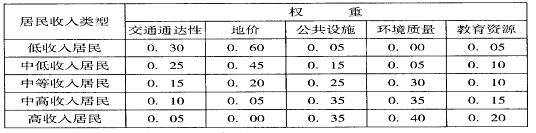 居民收入类型 权 重
交通通达性 地价 公共设施 环境质量 教育资源
低收入居民 0. 30 0. 60 0. 05 0. 00 0. 05
中低收入居民 0. 25 0. 45 0. 15 0. 05 0. 10
中等收入居民 0. 15 0. 20 0. 25 0. 30 0. 10
中高收入居民 0. 10 0. 05 0. 35 0. 35 0. 15
高收入居民 0. 05 0. 00 0. 35 0. 40 0. 20